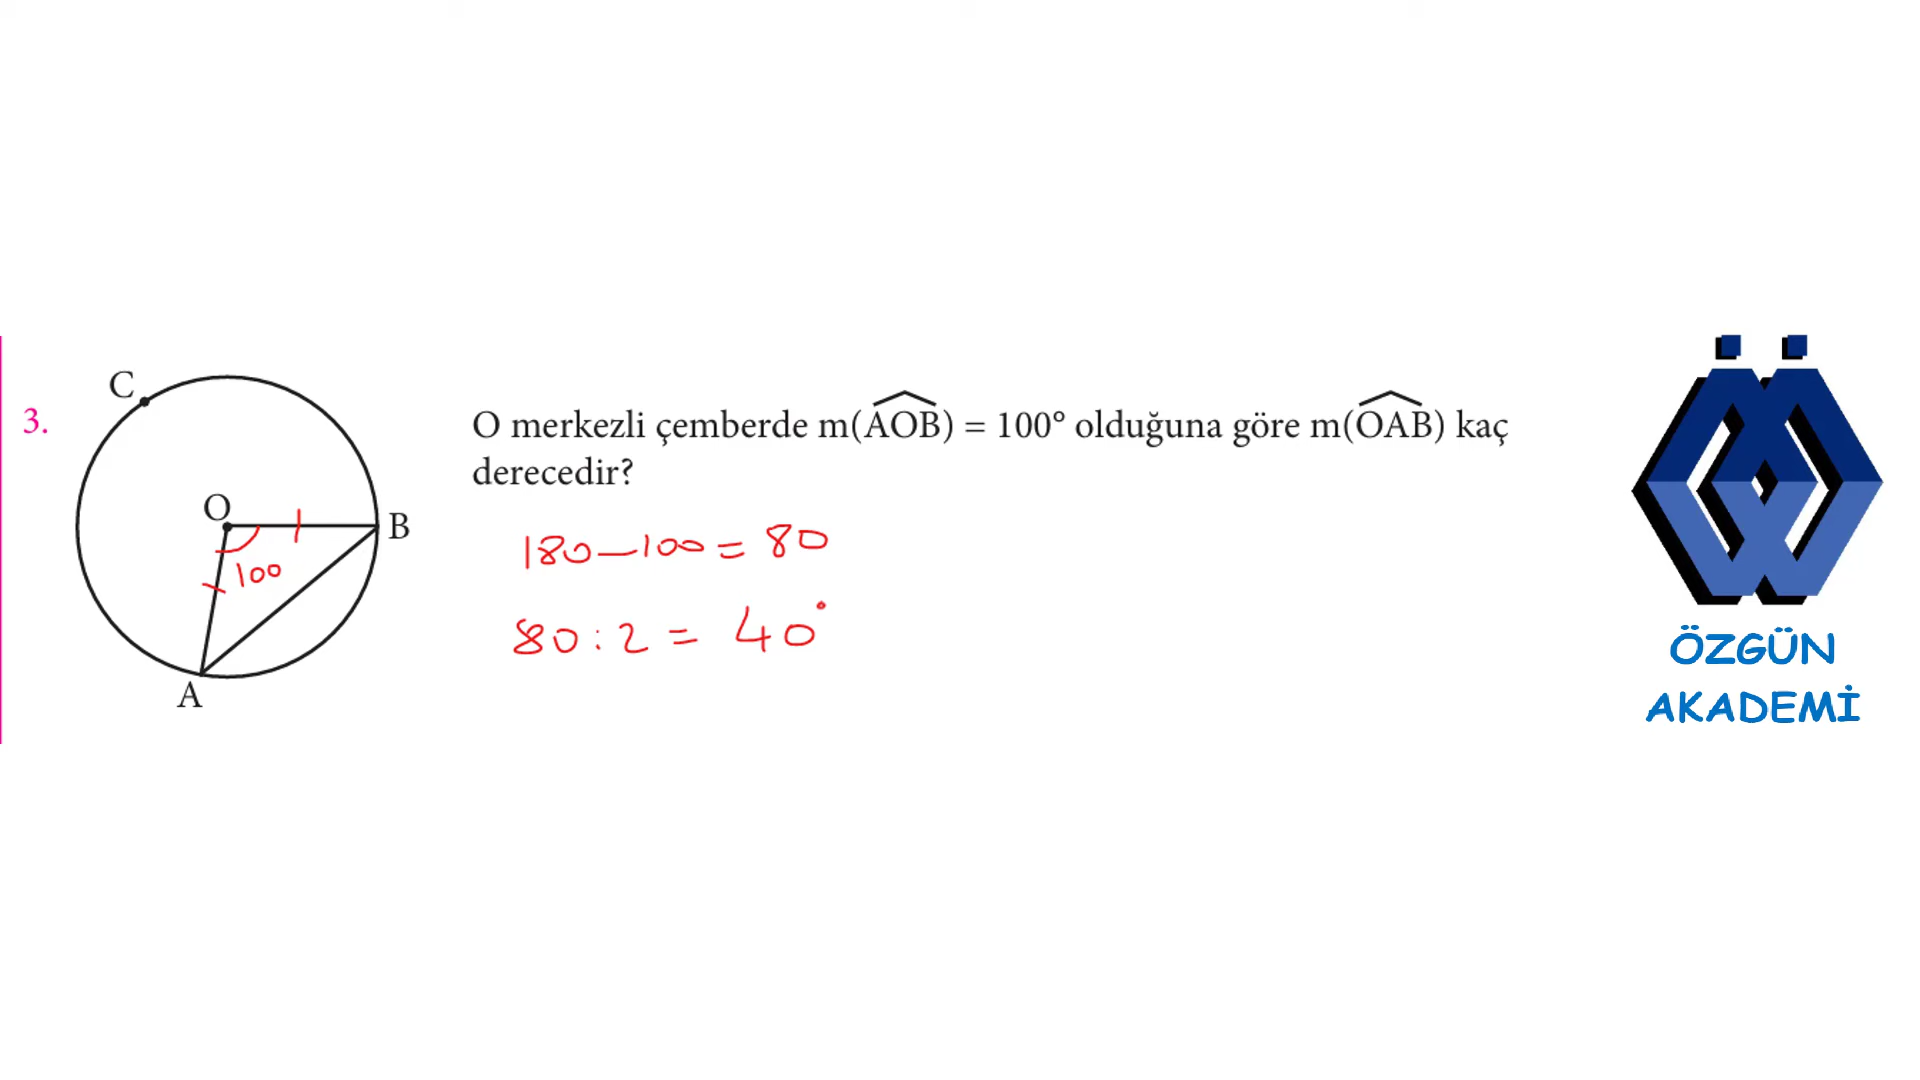 3.
C
O
B
100
A
O merkezli çemberde m(AOB) = 100° olduğuna göre m(OAB) kaç
derecedir?
180-100=80
80:2=40°
ÖZGÜN
AKADEMİ